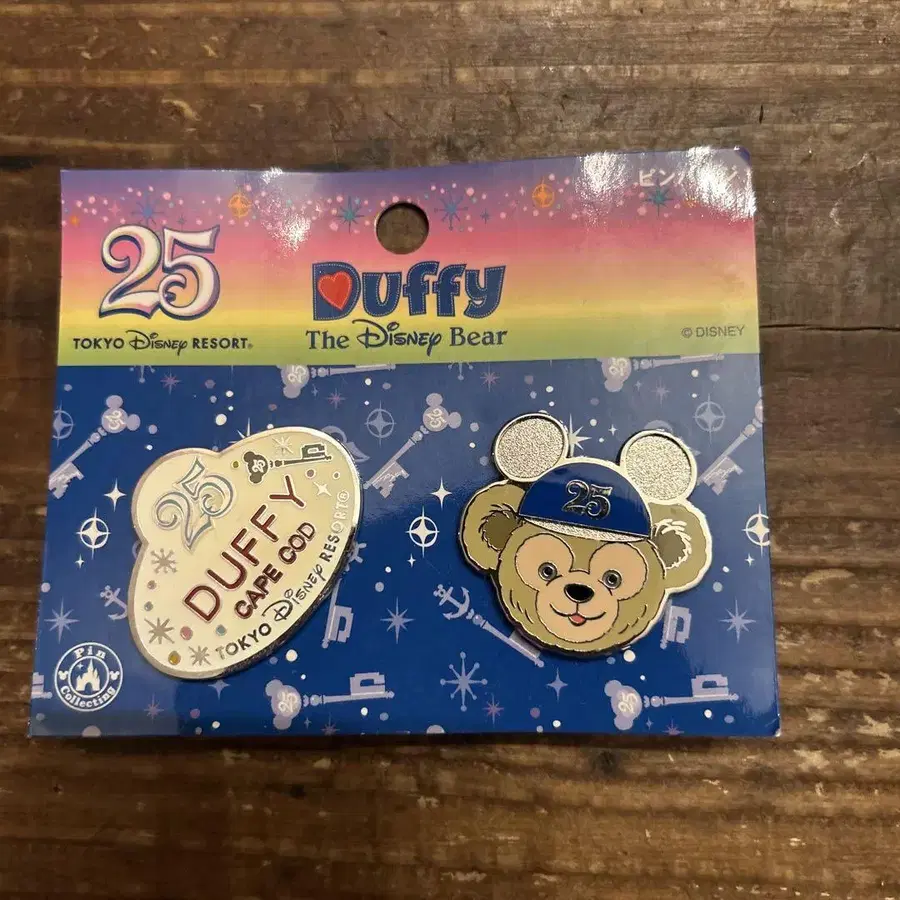 25
TOKYO Disney RESORT®
Duffy
The Disney Bear
© DISNEY
25
DUFFY
CAPE COD
TOKYO Disney RESORT®
25
Pin
Collecting